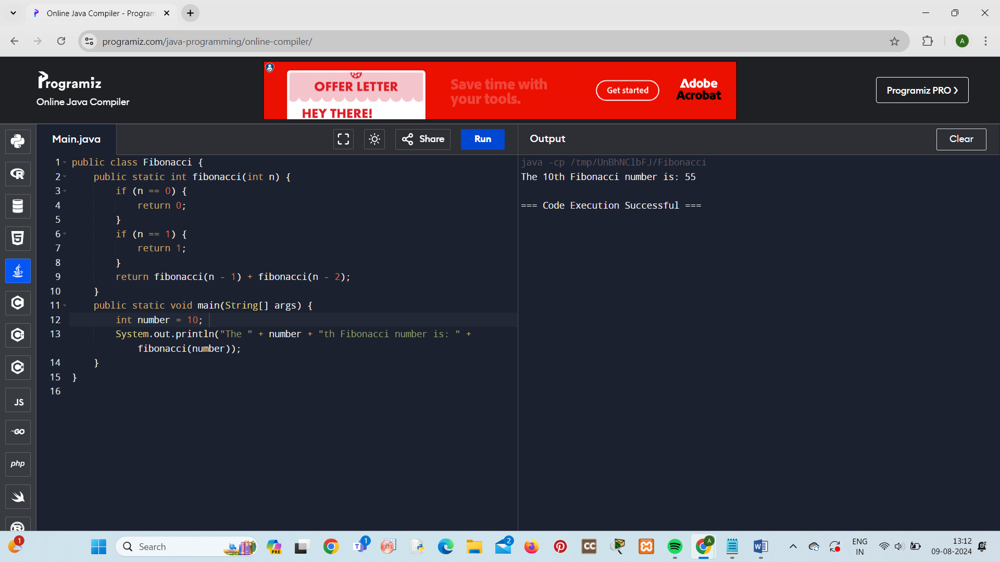 Online Java Compiler - Program
programiz.com/java-programming/online-compiler/
A
Programiz
Online Java Compiler
OFFER LETTER
HEY THERE!
Save time with
your tools.
Get started
Adobe
Acrobat
Programiz PRO
Main.java
Share
Run
Output
Clear
1 public class Fibonacci {
2 public static int fibonacci(int n) {
3 if (n == 0) {
4 return 0;
5 }
6 if (n == 1) {
7 return 1;
8 }
9 return fibonacci(n - 1) + fibonacci(n - 2);
10 }
11 public static void main(String[] args) {
12 int number = 10;
13 System.out.println("The " + number + "th Fibonacci number is: " +
fibonacci(number));
14 }
15 }
16
java -cp /tmp/UnBhNClbFJ/Fibonacci
The 10th Fibonacci number is: 55
=== Code Execution Successful ===
R
5
C
C
C
JS
GO
php
R
1
Search
PRE
1
T
2
CC
A
W
ENG
IN
13:12
09-08-2024